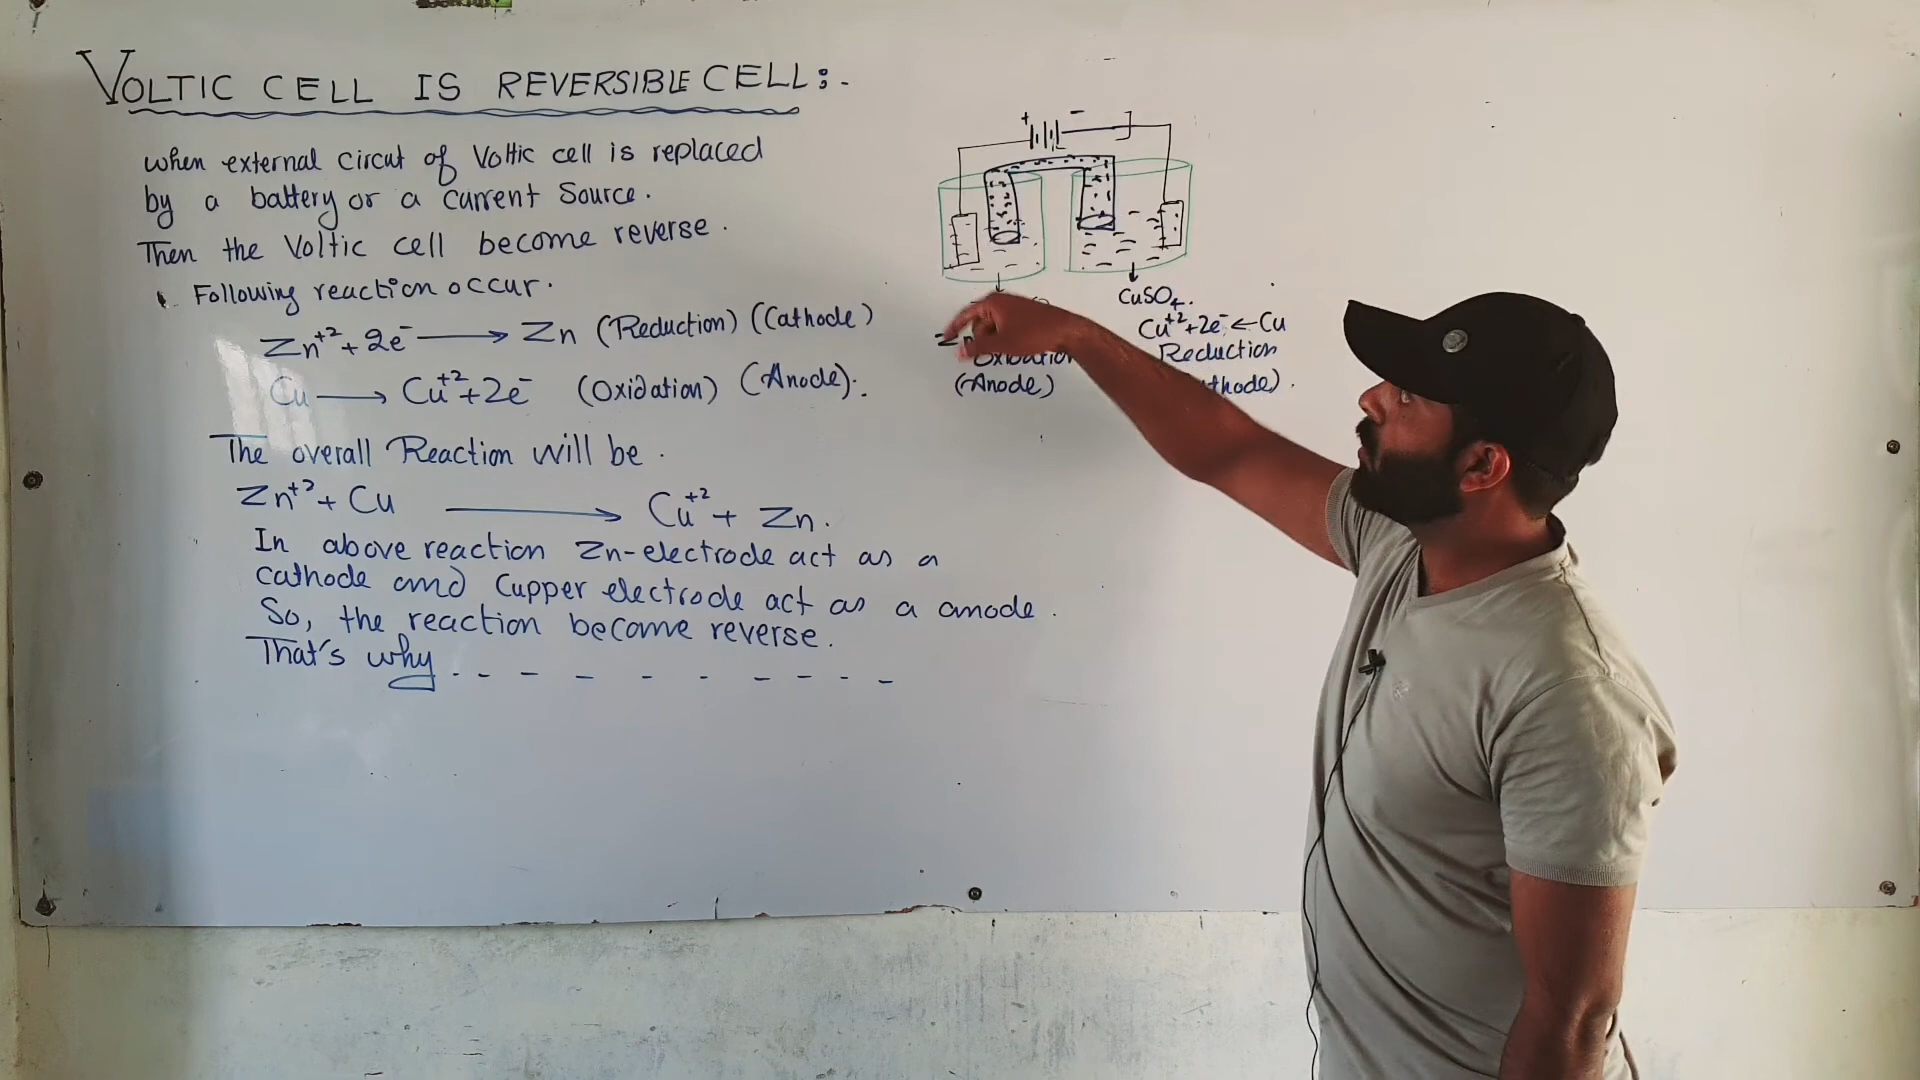 VOLTIC CELL IS REVERSIBLE CELL:-
when external circut of Voltic cell is replaced
by a battery or a current source.
Then the Voltic cell become reverse.
Following reaction occur.
Zn⁺² + 2e⁻ → Zn (Reduction) (Cathode)
Cu → Cu⁺² + 2e⁻ (Oxidation) (Anode).
The overall Reaction will be.
Zn⁺² + Cu → Cu⁺² + Zn.
In above reaction Zn-electrode act as a
cathode and Cupper electrode act as a anode.
So, the reaction become reverse.
That's why . - - - - - - - - -
+ -
CuSO₄.
Cu⁺² + 2e⁻ ← Cu
Reduction
thode).
Zn
Oxidation
(Anode)